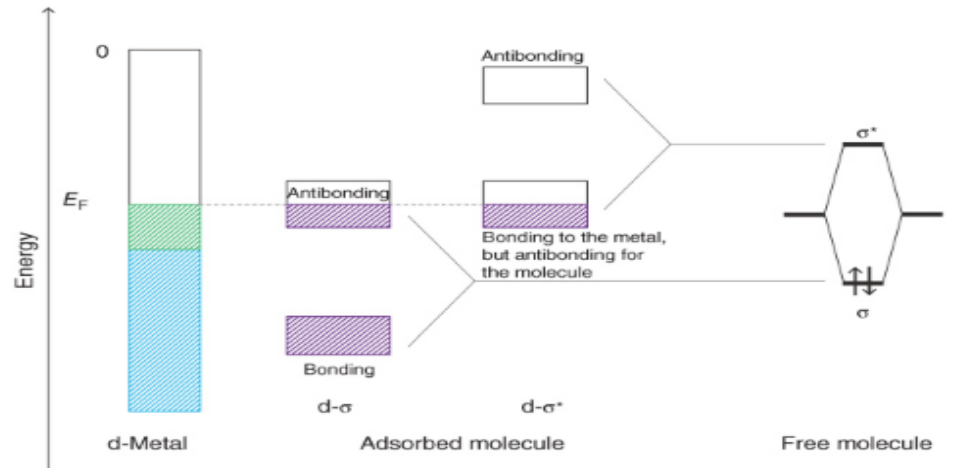 Energy
0
E_F
Antibonding
Antibonding
Bonding to the metal,
but antibonding for
the molecule
Bonding
σ*
σ
d-σ
d-σ*
d-Metal
Adsorbed molecule
Free molecule